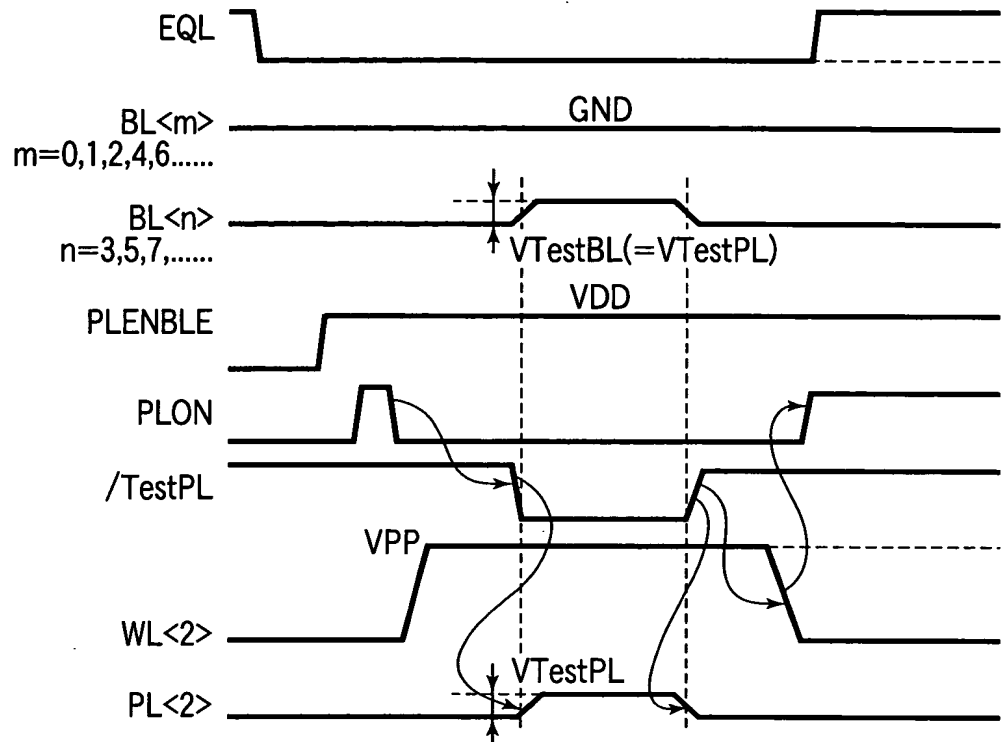 EQL
GND
BL<m>
m=0,1,2,4,6......
BL<n>
n=3,5,7,......
VTestBL(=VTestPL)
VDD
PLENBLE
PLON
/TestPL
VPP
WL<2>
VTestPL
PL<2>